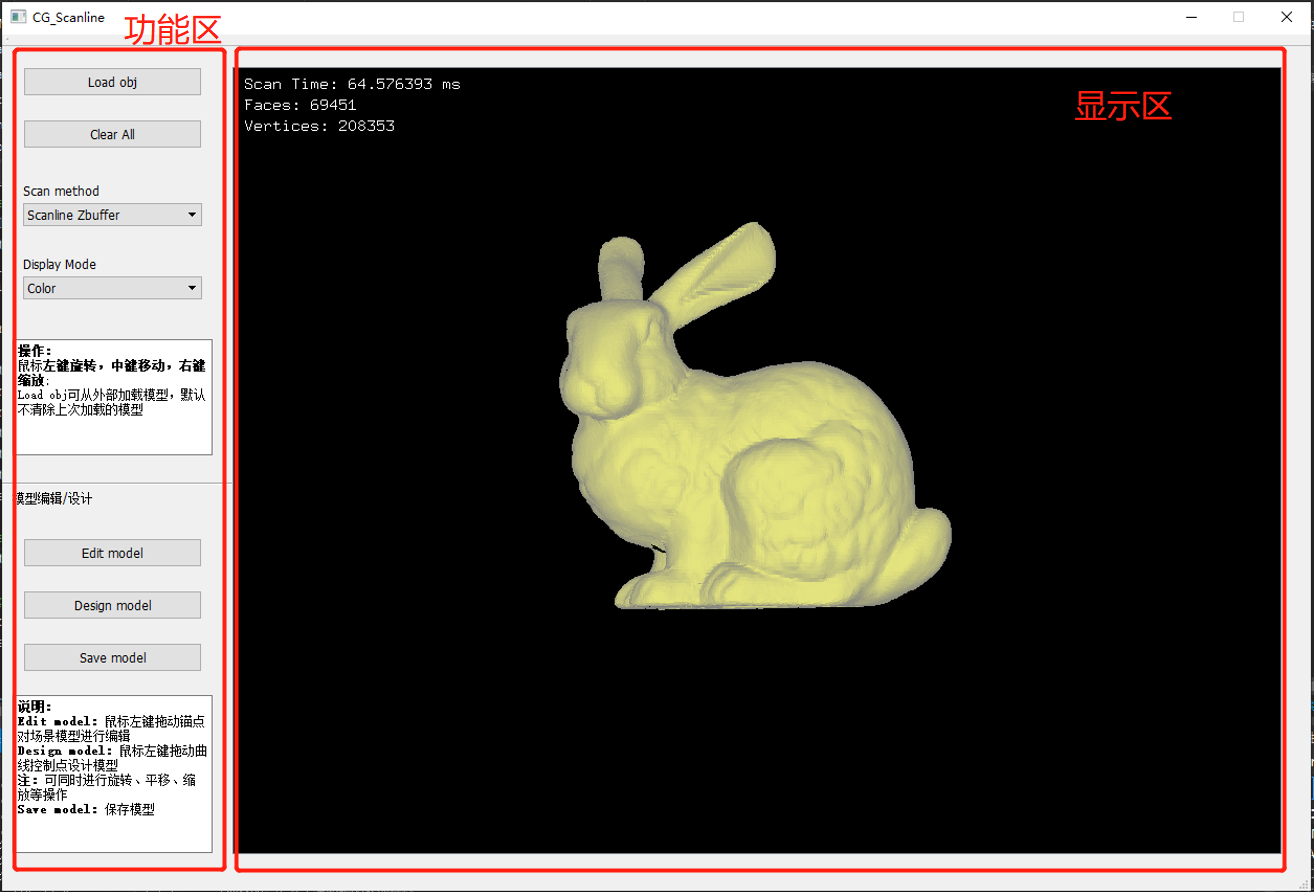 CG_Scanline
功能区
Load obj
Clear All
Scan method
Scanline Zbuffer
Display Mode
Color
操作:
鼠标左键旋转，中键移动，右键
缩放:
Load obj可从外部加载模型，默认
不清除上次加载的模型
模型编辑/设计
Edit model
Design model
Save model
说明:
Edit model: 鼠标左键拖动锚点
对场景模型进行编辑
Design model: 鼠标左键拖动曲
线控制点设计模型
注: 可同时进行旋转、平移、缩
放等操作
Save model: 保存模型
Scan Time: 64.576393 ms
Faces: 69451
Vertices: 208353
显示区